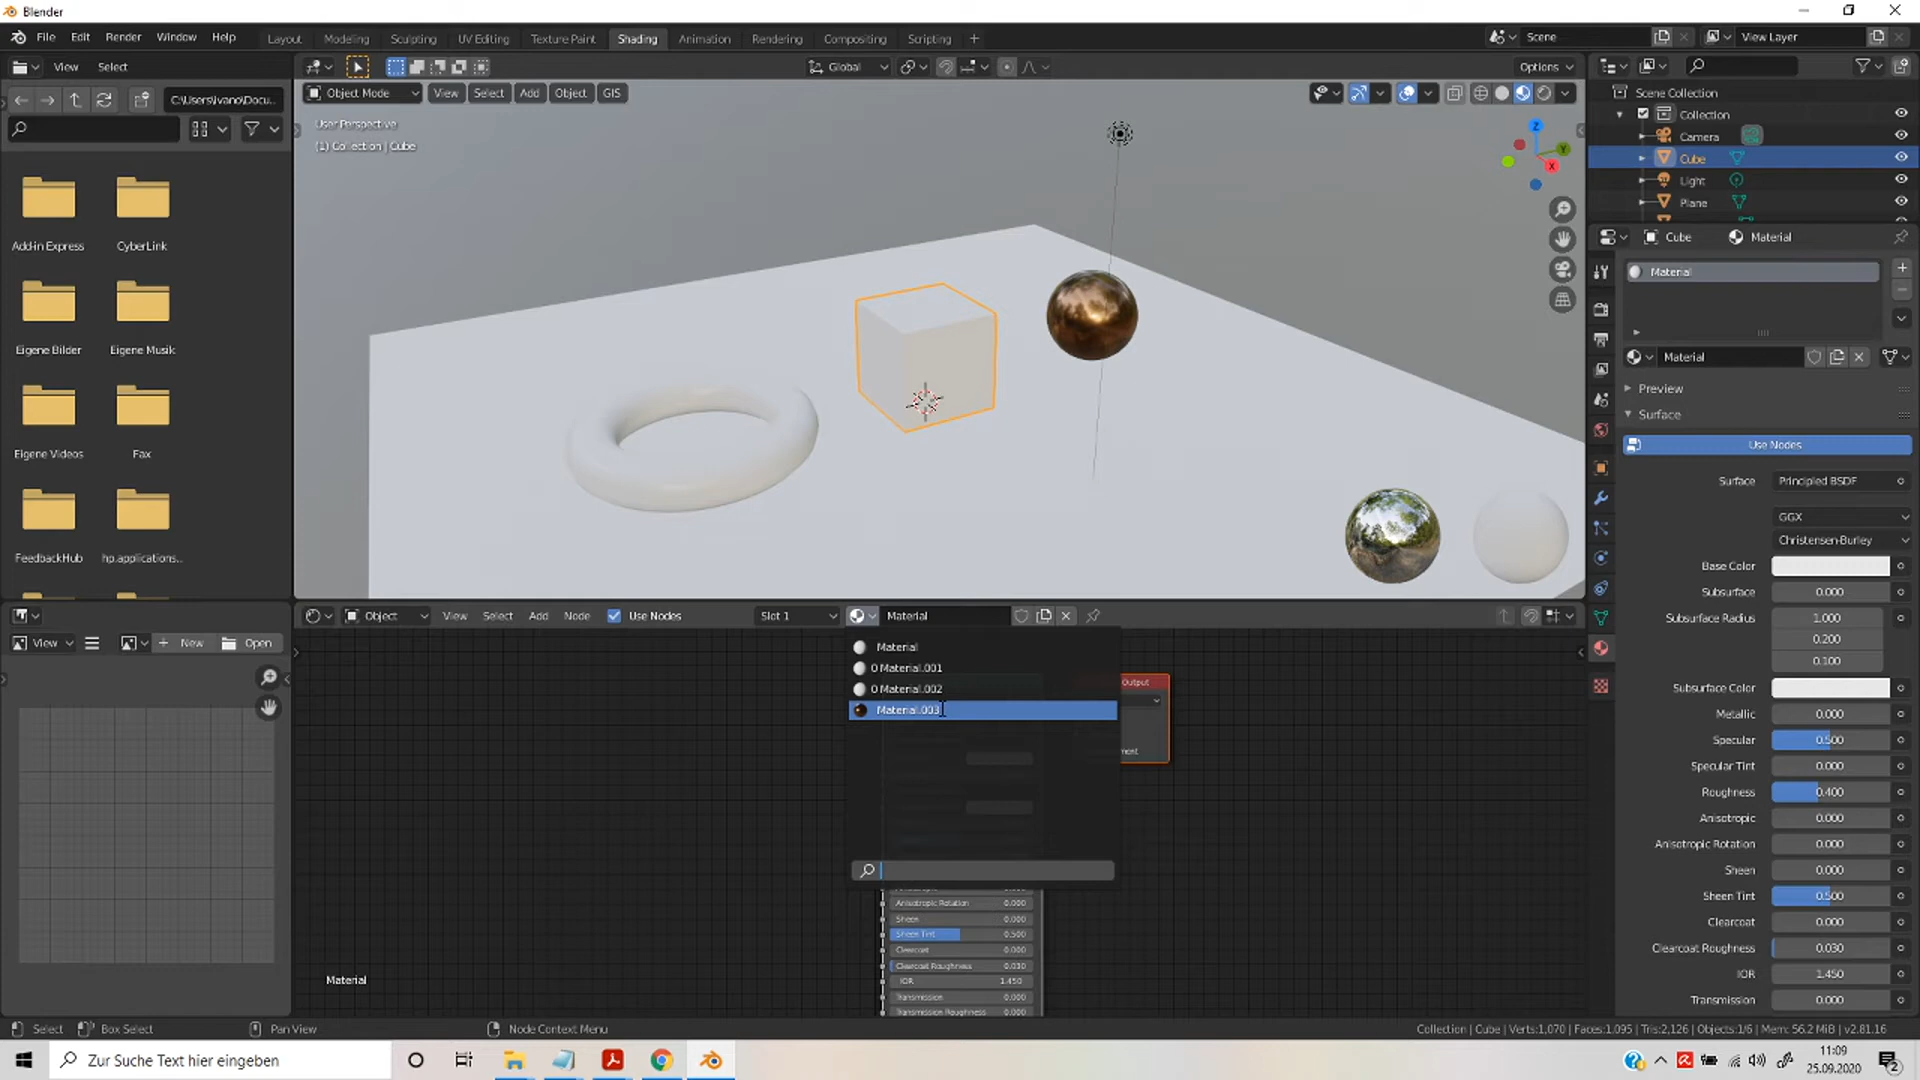 Blender
File Edit Render Window Help Layout Modeling Sculpting UV Editing Texture Paint Shading Animation Rendering Compositing Scripting + Scene View Layer
View Select Global Options
C:\Users\Ivano\Docu...
Object Mode View Select Add Object GIS
User Perspective
(1) Collection | Cube
Z
Y
X
Add-in Express CyberLink
Eigene Bilder Eigene Musik
Eigene Videos Fax
FeedbackHub hp.applications...
Scene Collection
Collection
Camera
Cube
Light
Plane
Cube Material
Material
Material
Preview
Surface
Use Nodes
Surface Principled BSDF
GGX
Christensen-Burley
Base Color
Subsurface 0.000
Subsurface Radius 1.000
0.200
0.100
Subsurface Color
Metallic 0.000
Specular 0.500
Specular Tint 0.000
Roughness 0.400
Anisotropic 0.000
Anisotropic Rotation 0.000
Sheen 0.000
Sheen Tint 0.500
Clearcoat 0.000
Clearcoat Roughness 0.030
IOR 1.450
Transmission 0.000
View New Open
Object View Select Add Node Use Nodes Slot 1 Material
Material
0 Material.001
0 Material.002
Material.003
Output
Anisotropic Rotation 0.000
Sheen 0.000
Sheen Tint 0.500
Clearcoat 0.000
Clearcoat Roughness 0.030
IOR 1.450
Transmission 0.000
Transmission Roughness 0.000
Material
Select Box Select Pan View Node Context Menu Collection | Cube | Verts:1,070 | Faces:1,095 | Tris:2,126 | Objects:1/6 | Mem: 56.2 MiB | v2.81.16
Zur Suche Text hier eingeben
11:09
25.09.2020
2